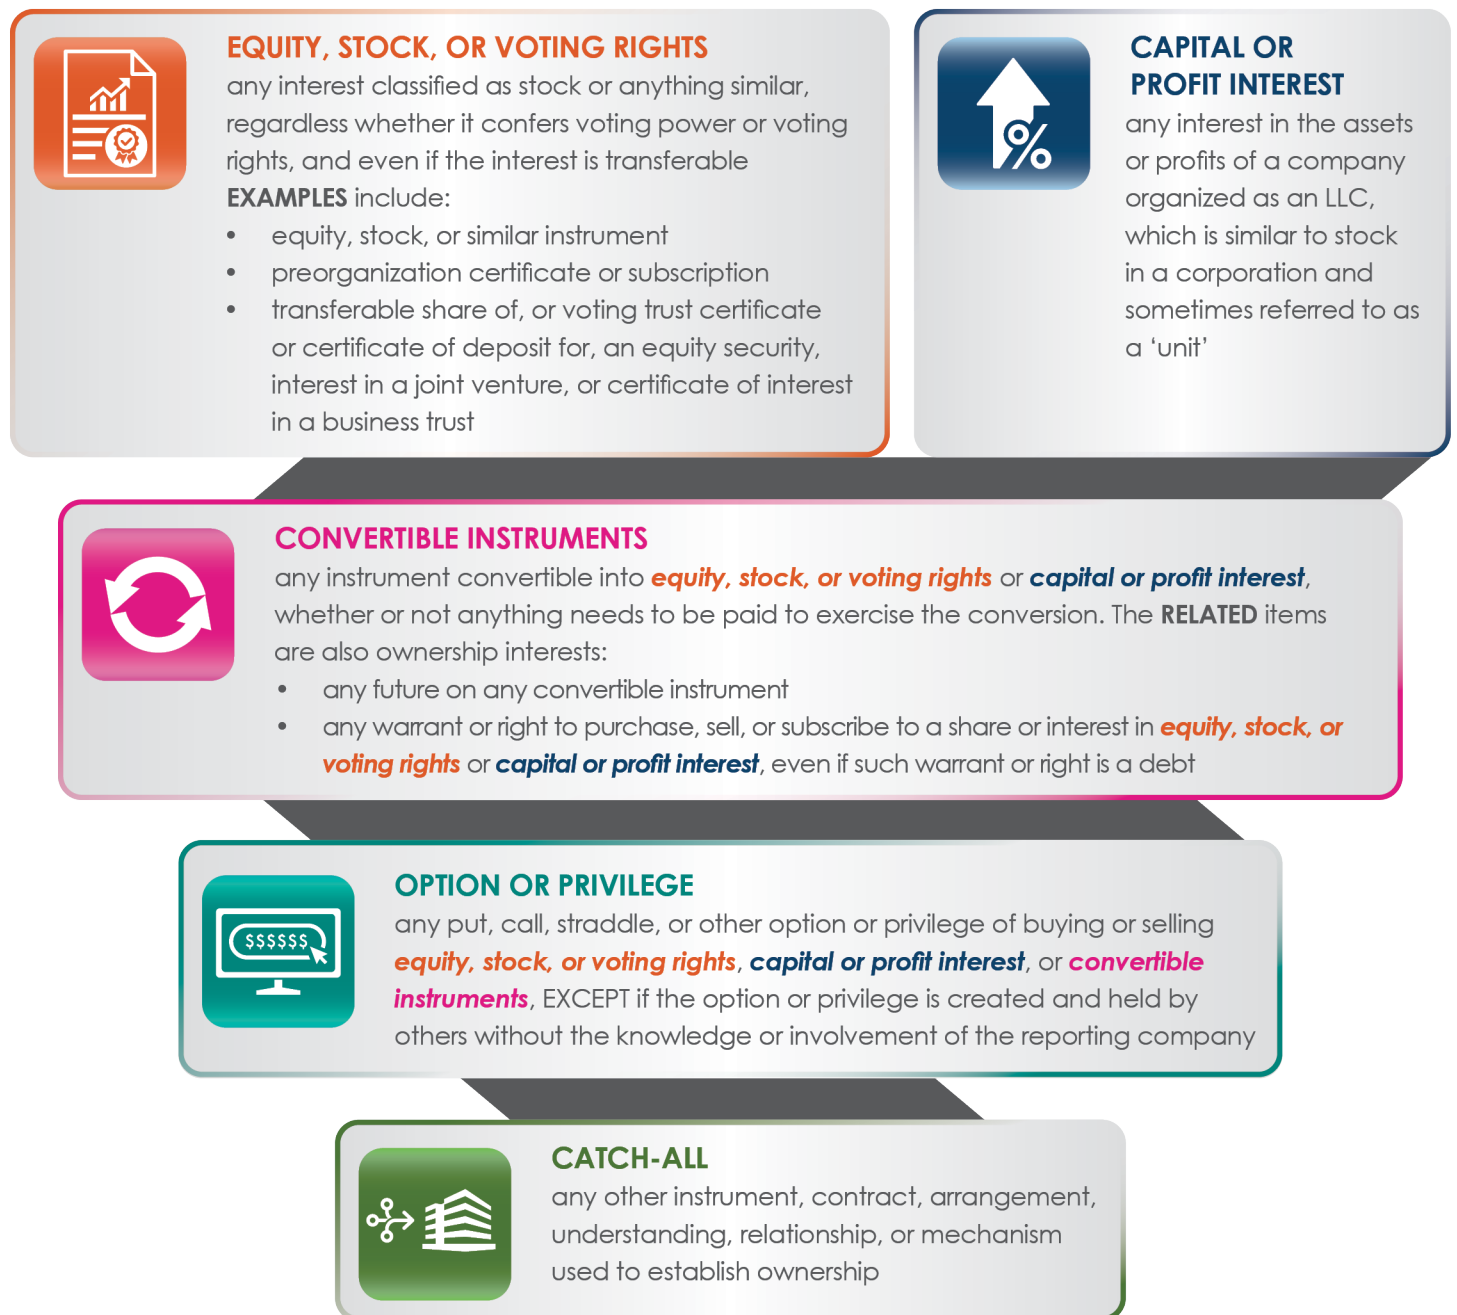 EQUITY, STOCK, OR VOTING RIGHTS
any interest classified as stock or anything similar,
regardless whether it confers voting power or voting
rights, and even if the interest is transferable
EXAMPLES include:
• equity, stock, or similar instrument
• preorganization certificate or subscription
• transferable share of, or voting trust certificate
or certificate of deposit for, an equity security,
interest in a joint venture, or certificate of interest
in a business trust
%
CAPITAL OR
PROFIT INTEREST
any interest in the assets
or profits of a company
organized as an LLC,
which is similar to stock
in a corporation and
sometimes referred to as
a ‘unit’
CONVERTIBLE INSTRUMENTS
any instrument convertible into equity, stock, or voting rights or capital or profit interest,
whether or not anything needs to be paid to exercise the conversion. The RELATED items
are also ownership interests:
• any future on any convertible instrument
• any warrant or right to purchase, sell, or subscribe to a share or interest in equity, stock, or
voting rights or capital or profit interest, even if such warrant or right is a debt
$$$$$$
OPTION OR PRIVILEGE
any put, call, straddle, or other option or privilege of buying or selling
equity, stock, or voting rights, capital or profit interest, or convertible
instruments, EXCEPT if the option or privilege is created and held by
others without the knowledge or involvement of the reporting company
CATCH-ALL
any other instrument, contract, arrangement,
understanding, relationship, or mechanism
used to establish ownership